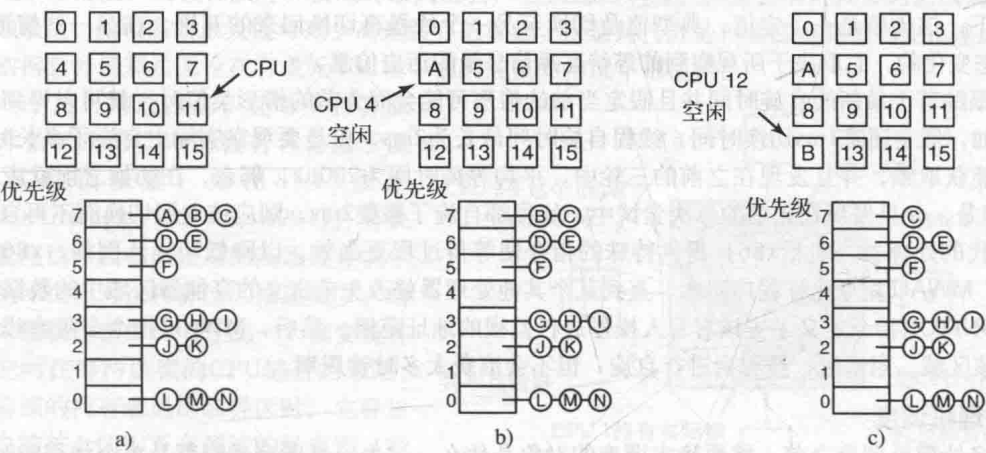 0 1 2 3
4 5 6 7
8 9 10 11
12 13 14 15
CPU
优先级
7 A B C
6 D E
5 F
4
3 G H I
2 J K
1
0 L M N
a)
0 1 2 3
A 5 6 7
8 9 10 11
12 13 14 15
CPU 4
空闲
优先级
7 B C
6 D E
5 F
4
3 G H I
2 J K
1
0 L M N
b)
0 1 2 3
A 5 6 7
8 9 10 11
B 13 14 15
CPU 12
空闲
优先级
7 C
6 D E
5 F
4
3 G H I
2 J K
1
0 L M N
c)